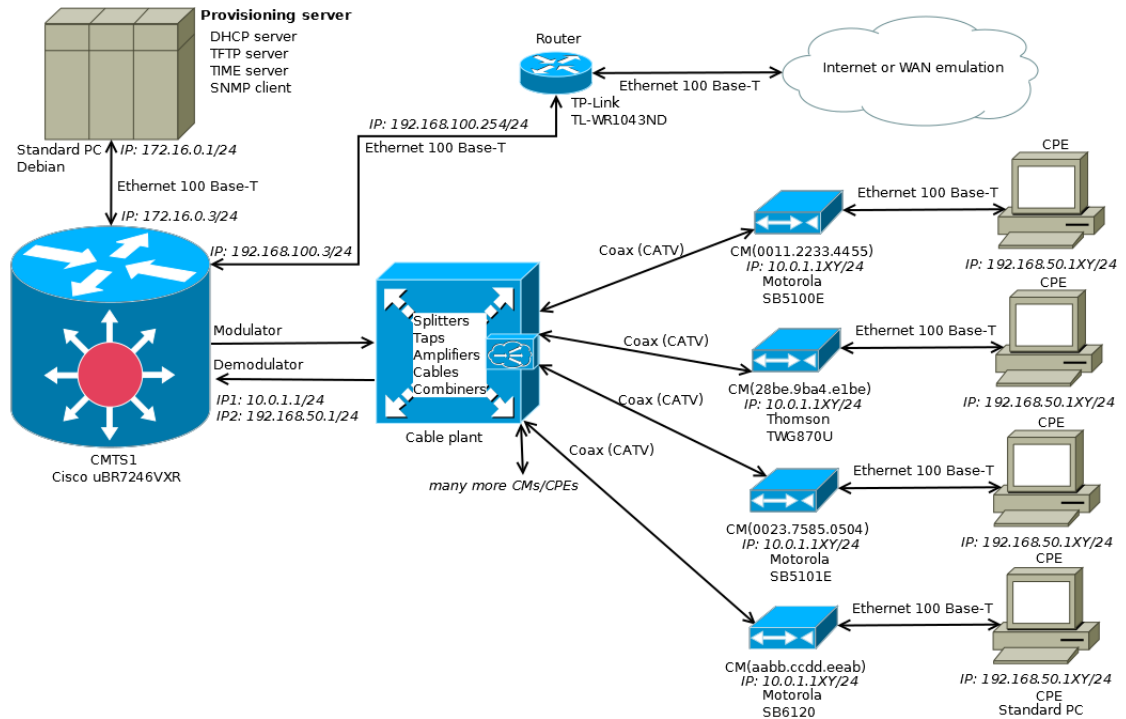 Provisioning server
DHCP server
TFTP server
TIME server
SNMP client
Standard PC
Debian
IP: 172.16.0.1/24
Ethernet 100 Base-T
IP: 172.16.0.3/24
Router
TP-Link
TL-WR1043ND
Ethernet 100 Base-T
Internet or WAN emulation
IP: 192.168.100.254/24
Ethernet 100 Base-T
IP: 192.168.100.3/24
Modulator
Demodulator
IP1: 10.0.1.1/24
IP2: 192.168.50.1/24
CMTS1
Cisco uBR7246VXR
Splitters
Taps
Amplifiers
Cables
Combiners
Cable plant
many more CMs/CPEs
Coax (CATV)
CM(0011.2233.4455)
IP: 10.0.1.1XY/24
Motorola
SB5100E
Ethernet 100 Base-T
CPE
IP: 192.168.50.1XY/24
Coax (CATV)
CM(28be.9ba4.e1be)
IP: 10.0.1.1XY/24
Thomson
TWG870U
Ethernet 100 Base-T
CPE
IP: 192.168.50.1XY/24
Coax (CATV)
CM(0023.7585.0504)
IP: 10.0.1.1XY/24
Motorola
SB5101E
Ethernet 100 Base-T
CPE
IP: 192.168.50.1XY/24
Coax (CATV)
CM(aabb.ccdd.eeab)
IP: 10.0.1.1XY/24
Motorola
SB6120
Ethernet 100 Base-T
CPE
IP: 192.168.50.1XY/24
CPE
Standard PC